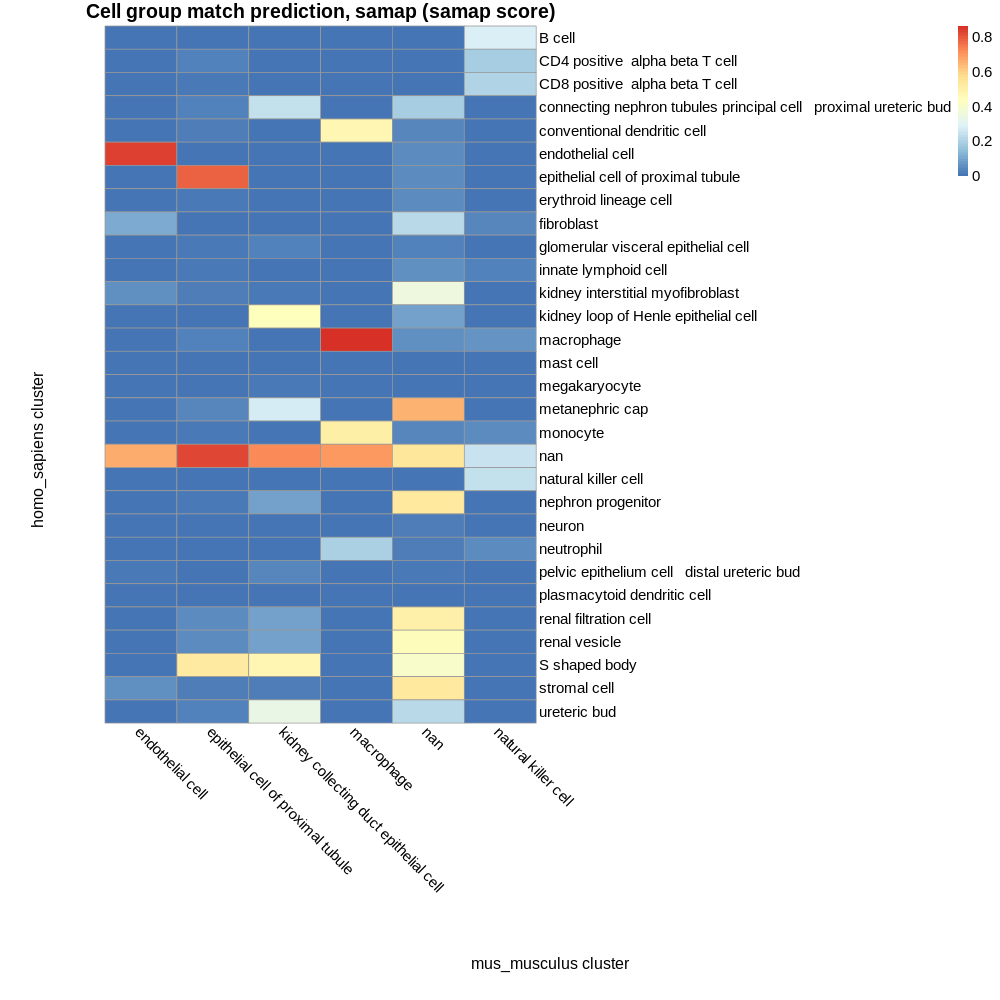 Cell group match prediction, samap (samap score)
B cell
CD4 positive  alpha beta T cell
CD8 positive  alpha beta T cell
connecting nephron tubules principal cell   proximal ureteric bud
conventional dendritic cell
endothelial cell
epithelial cell of proximal tubule
erythroid lineage cell
fibroblast
glomerular visceral epithelial cell
innate lymphoid cell
kidney interstitial myofibroblast
kidney loop of Henle epithelial cell
macrophage
mast cell
megakaryocyte
metanephric cap
monocyte
nan
natural killer cell
nephron progenitor
neuron
neutrophil
pelvic epithelium cell   distal ureteric bud
plasmacytoid dendritic cell
renal filtration cell
renal vesicle
S shaped body
stromal cell
ureteric bud
0.8
0.6
0.4
0.2
0
homo_sapiens cluster
endothelial cell
epithelial cell of proximal tubule
kidney collecting duct epithelial cell
macrophage
nan
natural killer cell
mus_musculus cluster